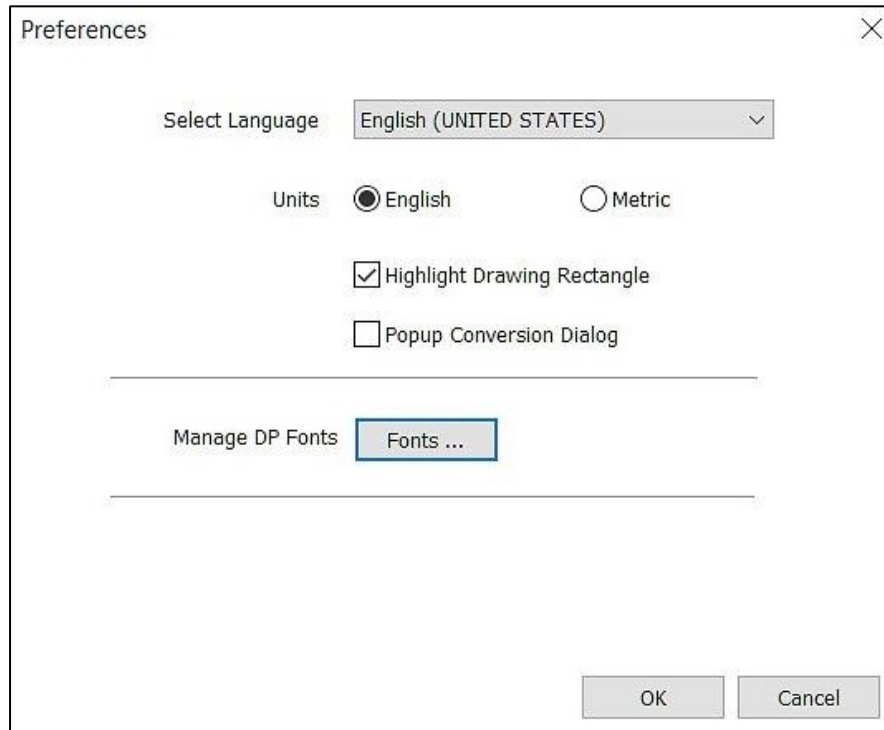 Preferences
Select Language English (UNITED STATES)
Units English Metric
Highlight Drawing Rectangle
Popup Conversion Dialog
Manage DP Fonts Fonts ...
OK Cancel